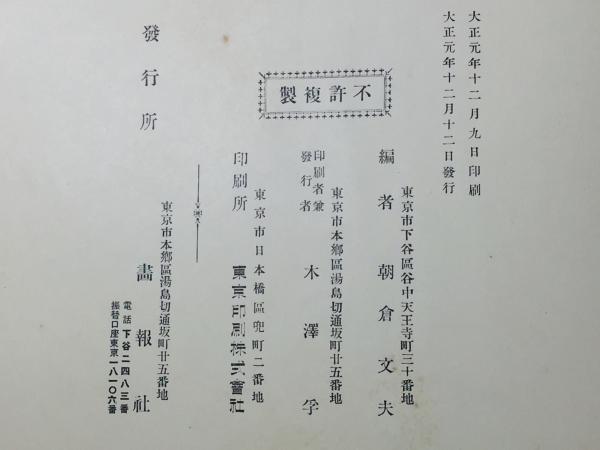 大正元年十二月九日印刷
大正元年十二月十二日發行
不許複製
東京市下谷區谷中天王寺町三十番地
編者 朝倉文夫
東京市本鄕區湯島切通坂町廿五番地
印刷者兼
發行者 木澤孚
東京市日本橋區兜町二番地
印刷所 東京印刷株式會社
東京市本鄕區湯島切通坂町廿五番地
發行所 畫報社
電話下谷二四八三番
振替口座東京一八一〇六番